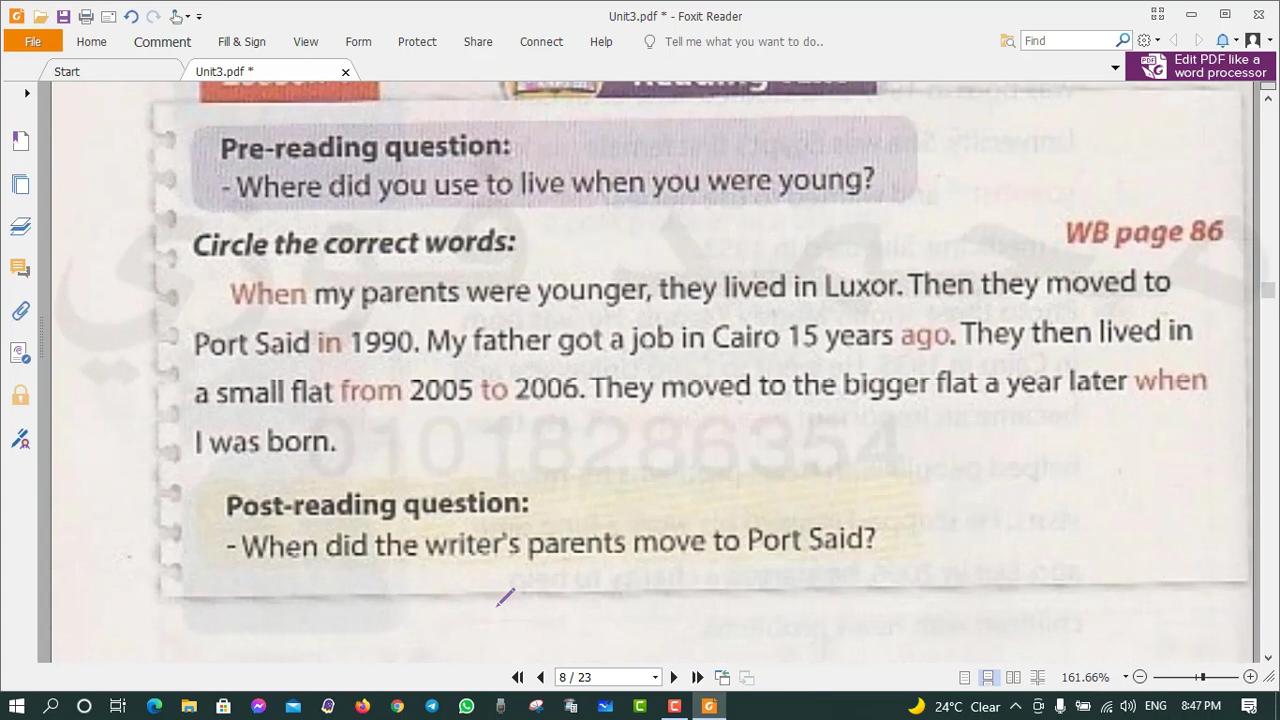 Unit3.pdf * - Foxit Reader
File Home Comment Fill & Sign View Form Protect Share Connect Help Tell me what you want to do.. Find
Start Unit3.pdf * Edit PDF like a word processor
Pre-reading question:
- Where did you use to live when you were young?
Circle the correct words: WB page 86
When my parents were younger, they lived in Luxor. Then they moved to
Port Said in 1990. My father got a job in Cairo 15 years ago. They then lived in
a small flat from 2005 to 2006. They moved to the bigger flat a year later when
I was born.
01018286354
Post-reading question:
- When did the writer's parents move to Port Said?
8 / 23 161.66%
24°C Clear ENG 8:47 PM